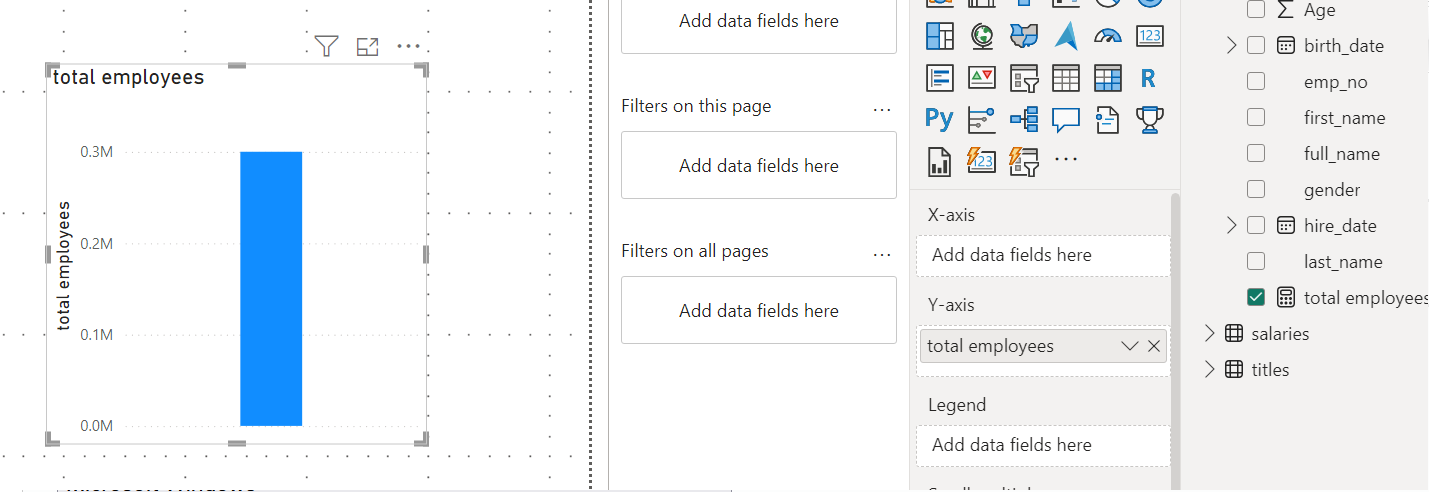 total employees
0.3M
0.2M
0.1M
0.0M
total employees
Add data fields here
Filters on this page
...
Add data fields here
Filters on all pages
...
Add data fields here
123
R
Py
123
...
X-axis
Add data fields here
Y-axis
total employees
Legend
Add data fields here
Σ Age
birth_date
emp_no
first_name
full_name
gender
hire_date
last_name
total employees
salaries
titles